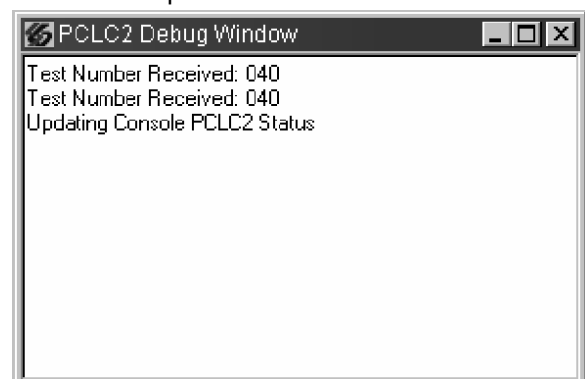 PCLC2 Debug Window
Test Number Received: 040
Test Number Received: 040
Updating Console PCLC2 Status